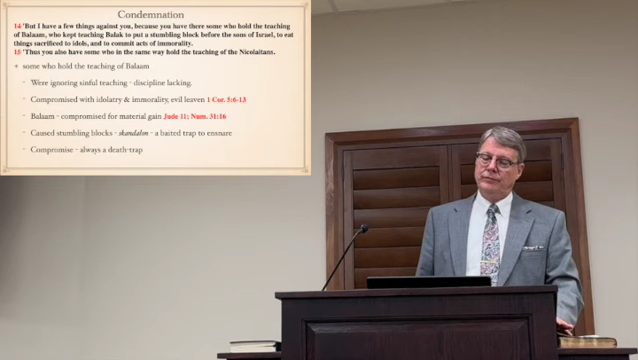 Condemnation
14 'But I have a few things against you, because you have there some who hold the teaching
of Balaam, who kept teaching Balak to put a stumbling block before the sons of Israel, to eat
things sacrificed to idols, and to commit acts of immorality.
15 'Thus you also have some who in the same way hold the teaching of the Nicolaitans.
+ some who hold the teaching of Balaam
- Were ignoring sinful teaching - discipline lacking.
- Compromised with idolatry & immorality, evil leaven 1 Cor. 5:6-13
- Balaam - compromised for material gain Jude 11; Num. 31:16
- Caused stumbling blocks - skandalon - a baited trap to ensnare
- Compromise - always a death-trap